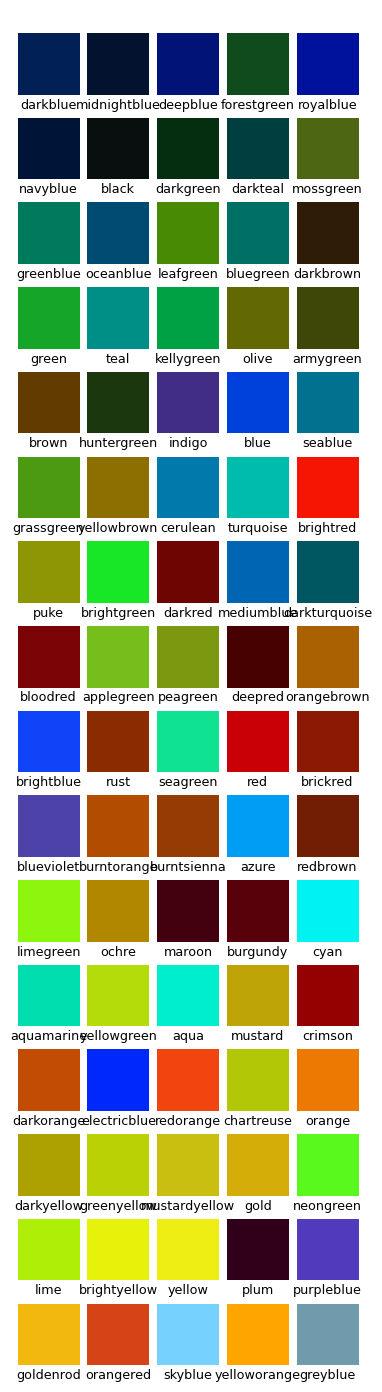 darkblue midnightblue deepblue forestgreen royalblue
navyblue black darkgreen darkteal mossgreen
greenblue oceanblue leafgreen bluegreen darkbrown
green teal kellygreen olive armygreen
brown huntergreen indigo blue seablue
grassgreen yellowbrown cerulean turquoise brightred
puke brightgreen darkred mediumblue darkturquoise
bloodred applegreen peagreen deepred orangebrown
brightblue rust seagreen red brickred
blueviolet burntorange burntsienna azure redbrown
limegreen ochre maroon burgundy cyan
aquamarine yellowgreen aqua mustard crimson
darkorange electricblue redorange chartreuse orange
darkyellow greenyellow mustardyellow gold neongreen
lime brightyellow yellow plum purpleblue
goldenrod orangered skyblue yelloworange greyblue